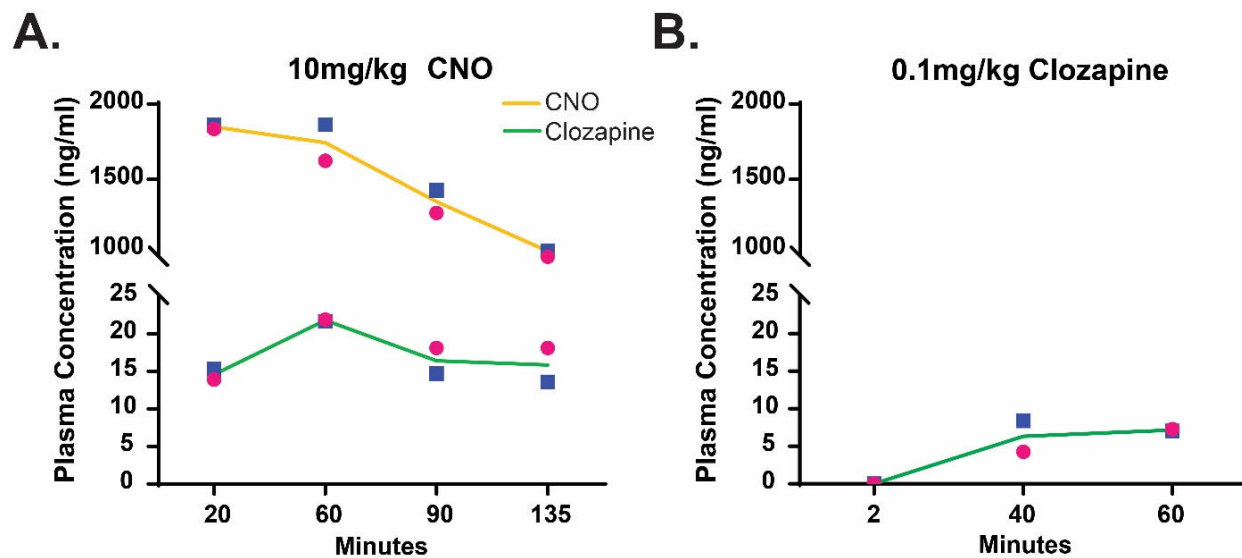 A.
10mg/kg CNO
CNO
Clozapine
Plasma Concentration (ng/ml)
2000
1500
1000
25
20
15
10
5
0
20 60 90 135
Minutes
B.
0.1mg/kg Clozapine
Plasma Concentration (ng/ml)
2000
1500
1000
25
20
15
10
5
0
2 40 60
Minutes